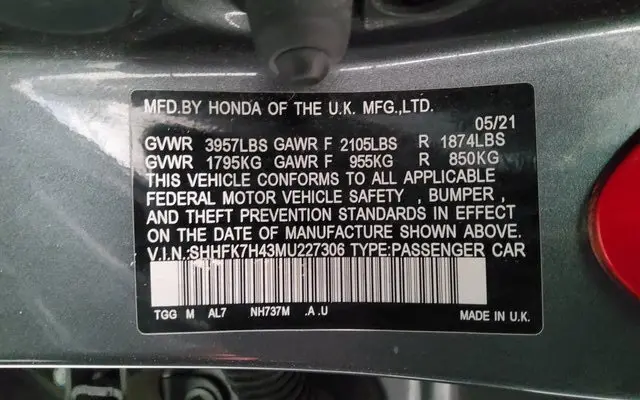 MFD.BY HONDA OF THE U.K. MFG.,LTD.
05/21
GVWR 3957LBS GAWR F 2105LBS R 1874LBS
GVWR 1795KG GAWR F 955KG R 850KG
THIS VEHICLE CONFORMS TO ALL APPLICABLE
FEDERAL MOTOR VEHICLE SAFETY , BUMPER ,
AND THEFT PREVENTION STANDARDS IN EFFECT
ON THE DATE OF MANUFACTURE SHOWN ABOVE.
V.I.N.:SHHFK7H43MU227306 TYPE:PASSENGER CAR
TGG M AL7 NH737M .A .U MADE IN U.K.